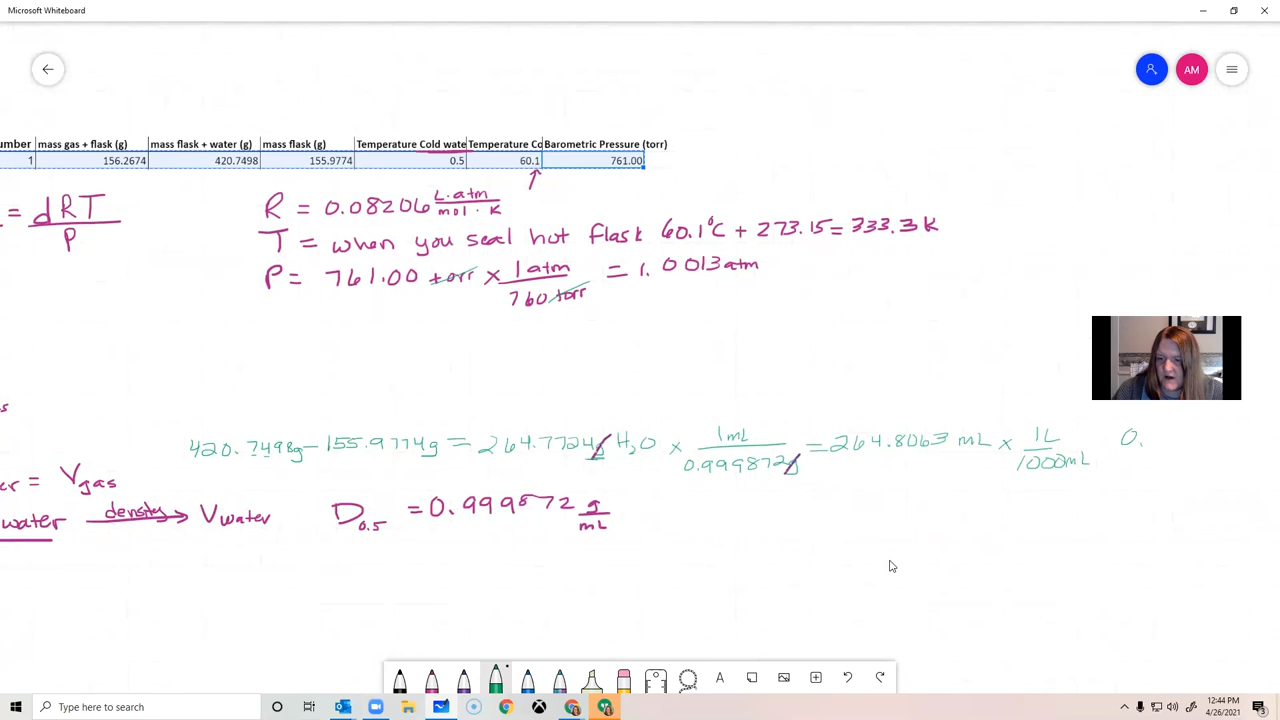 Microsoft Whiteboard
AM
umber mass gas + flask (g) mass flask + water (g) mass flask (g) Temperature Cold wate Temperature Co Barometric Pressure (torr)
1 156.2674 420.7498 155.9774 0.5 60.1 761.00
= dRT / P
R = 0.08206 L·atm / mol·K
T = when you seal hot flask 60.1°C + 273.15 = 333.3 K
P = 761.00 torr × 1 atm / 760 torr = 1.0013 atm
s
420.7498g - 155.9774g = 264.7724g H2O × 1mL / 0.999872g = 264.8063 mL × 1L / 1000mL 0.
er = Vgas
water density → Vwater D0.5 = 0.999872 g / mL
A
Type here to search
12:44 PM
4/26/2021